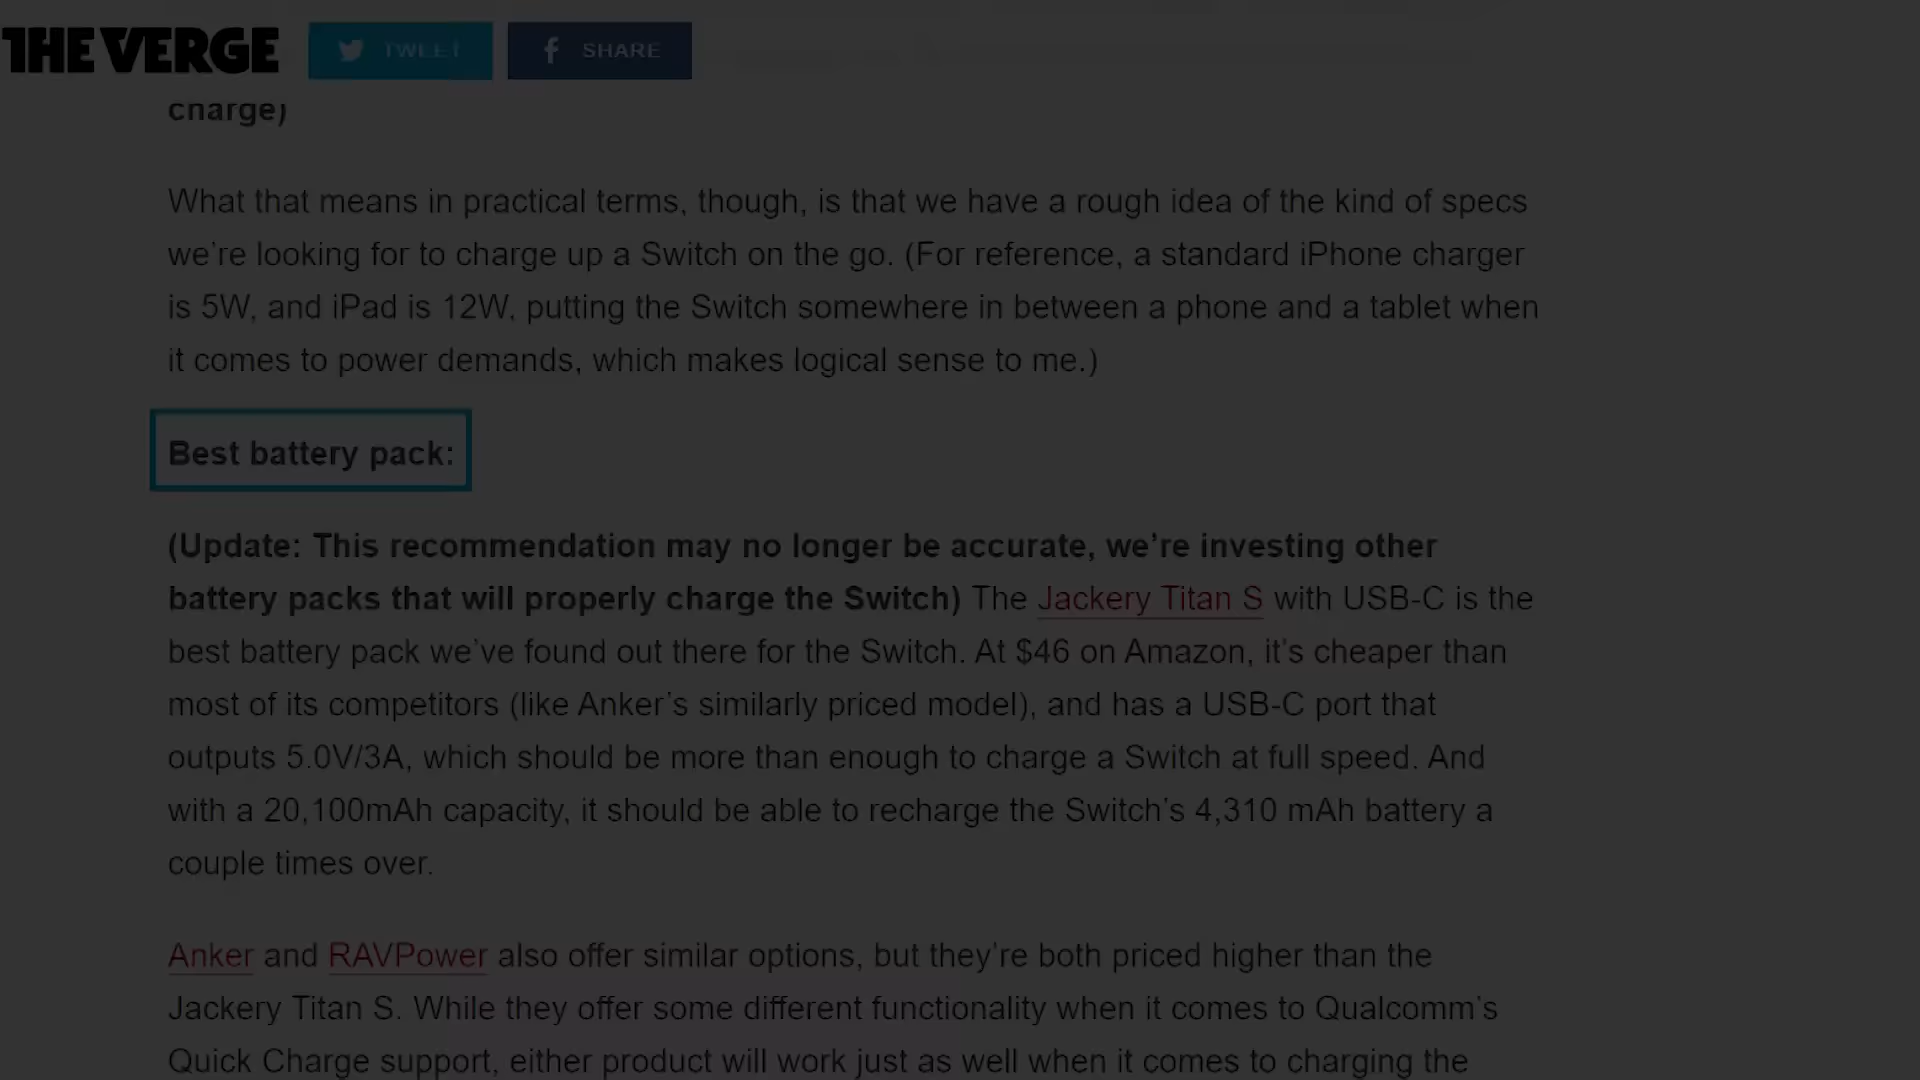 THE VERGE
TWEET
SHARE
charge)
What that means in practical terms, though, is that we have a rough idea of the kind of specs
we're looking for to charge up a Switch on the go. (For reference, a standard iPhone charger
is 5W, and iPad is 12W, putting the Switch somewhere in between a phone and a tablet when
it comes to power demands, which makes logical sense to me.)
Best battery pack:
(Update: This recommendation may no longer be accurate, we're investing other
battery packs that will properly charge the Switch) The Jackery Titan S with USB-C is the
best battery pack we've found out there for the Switch. At $46 on Amazon, it's cheaper than
most of its competitors (like Anker's similarly priced model), and has a USB-C port that
outputs 5.0V/3A, which should be more than enough to charge a Switch at full speed. And
with a 20,100mAh capacity, it should be able to recharge the Switch's 4,310 mAh battery a
couple times over.
Anker and RAVPower also offer similar options, but they're both priced higher than the
Jackery Titan S. While they offer some different functionality when it comes to Qualcomm's
Quick Charge support, either product will work just as well when it comes to charging the